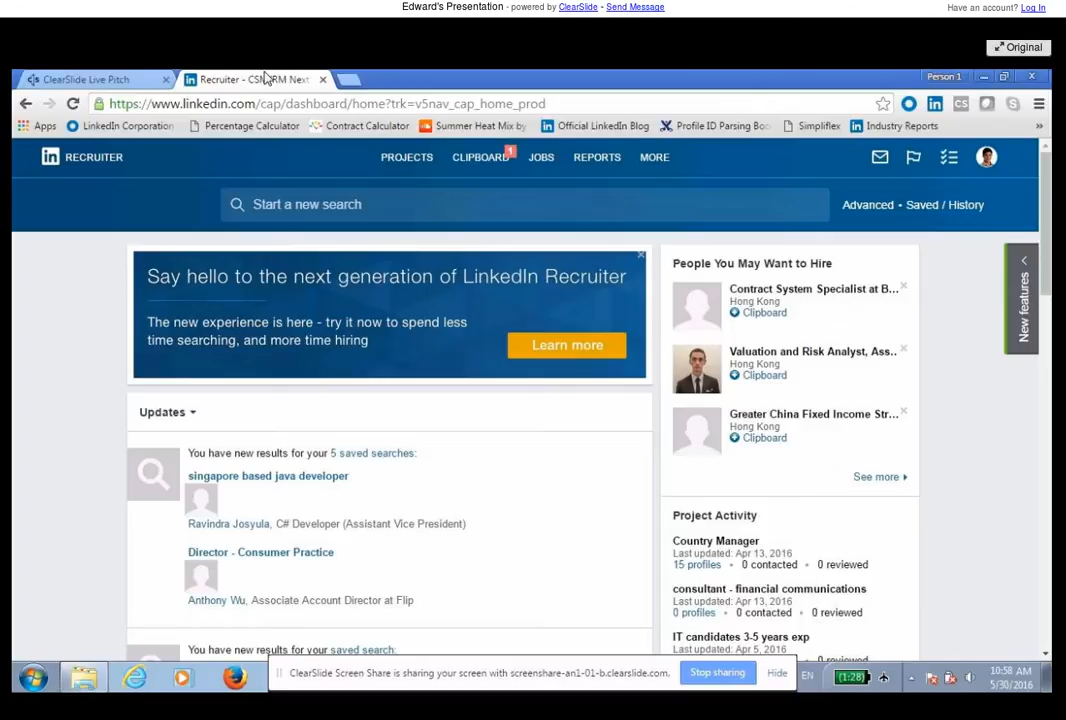 Edward's Presentation - powered by ClearSlide - Send Message
Have an account? Log In
Original
ClearSlide Live Pitch
Recruiter - CSM RM Next
Person 1
https://www.linkedin.com/cap/dashboard/home?trk=v5nav_cap_home_prod
Apps
LinkedIn Corporation
Percentage Calculator
Contract Calculator
Summer Heat Mix by
Official LinkedIn Blog
Profile ID Parsing Boo
Simpliflex
Industry Reports
»
in RECRUITER
PROJECTS
CLIPBOARD
1
JOBS
REPORTS
MORE
Start a new search
Advanced • Saved / History
Say hello to the next generation of LinkedIn Recruiter
The new experience is here - try it now to spend less
time searching, and more time hiring
Learn more
New features
People You May Want to Hire
Contract System Specialist at B...
Hong Kong
Clipboard
Valuation and Risk Analyst, Ass..
Hong Kong
Clipboard
Greater China Fixed Income Str...
Hong Kong
Clipboard
See more
Updates
You have new results for your 5 saved searches:
singapore based java developer
Ravindra Josyula, C# Developer (Assistant Vice President)
Director - Consumer Practice
Anthony Wu, Associate Account Director at Flip
You have new results for your saved search:
Project Activity
Country Manager
Last updated: Apr 13, 2016
15 profiles • 0 contacted • 0 reviewed
consultant - financial communications
Last updated: Apr 13, 2016
0 profiles • 0 contacted • 0 reviewed
IT candidates 3-5 years exp
Last updated: Apr 5, 2016
ClearSlide Screen Share is sharing your screen with screenshare-an1-01-b.clearslide.com.
Stop sharing
Hide
EN
(1:28)
10:58 AM
5/30/2016